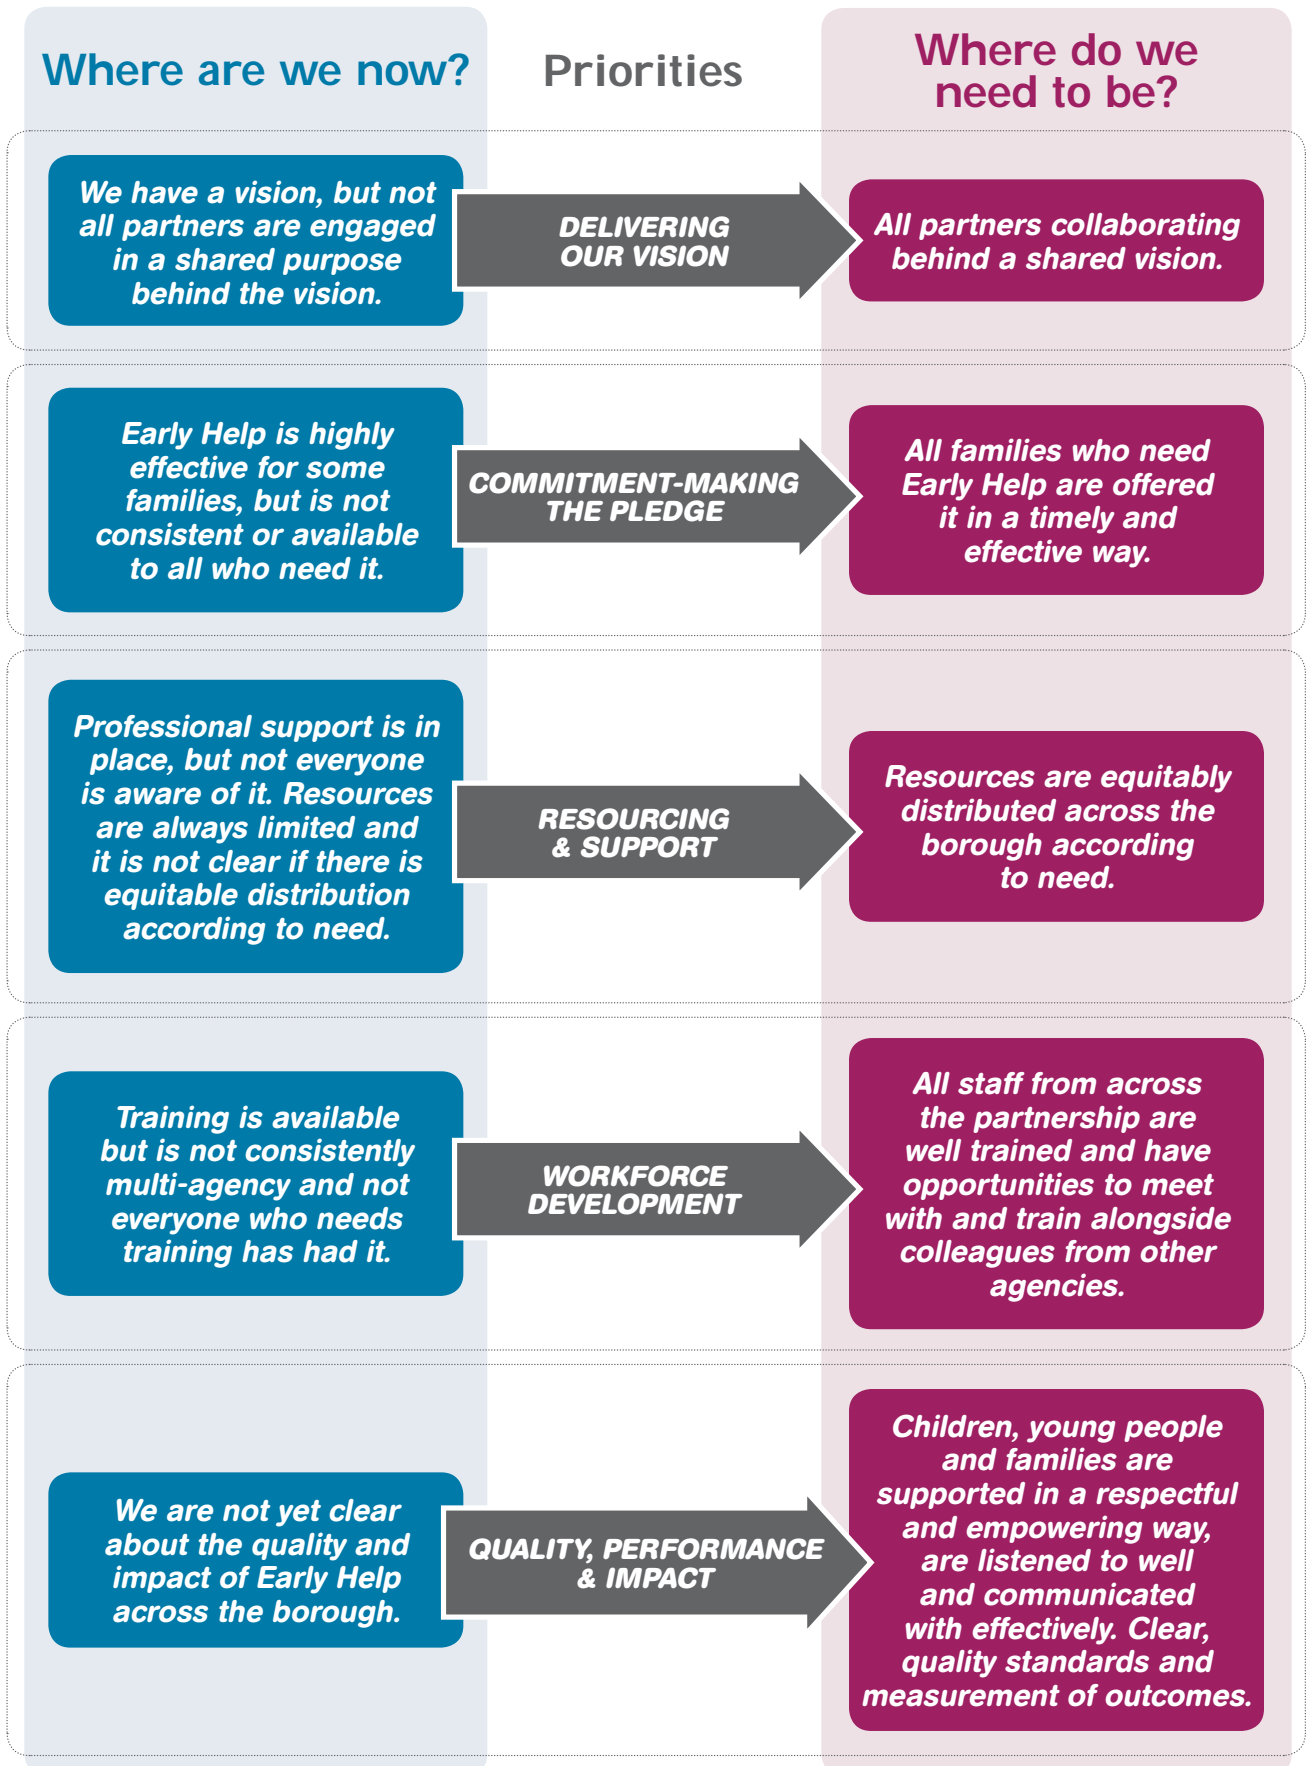 Where are we now?
Priorities
Where do we
need to be?
We have a vision, but not
all partners are engaged
in a shared purpose
behind the vision.
DELIVERING
OUR VISION
All partners collaborating
behind a shared vision.
Early Help is highly
effective for some
families, but is not
consistent or available
to all who need it.
COMMITMENT-MAKING
THE PLEDGE
All families who need
Early Help are offered
it in a timely and
effective way.
Professional support is in
place, but not everyone
is aware of it. Resources
are always limited and
it is not clear if there is
equitable distribution
according to need.
RESOURCING
& SUPPORT
Resources are equitably
distributed across the
borough according
to need.
Training is available
but is not consistently
multi-agency and not
everyone who needs
training has had it.
WORKFORCE
DEVELOPMENT
All staff from across
the partnership are
well trained and have
opportunities to meet
with and train alongside
colleagues from other
agencies.
We are not yet clear
about the quality and
impact of Early Help
across the borough.
QUALITY, PERFORMANCE
& IMPACT
Children, young people
and families are
supported in a respectful
and empowering way,
are listened to well
and communicated
with effectively. Clear,
quality standards and
measurement of outcomes.